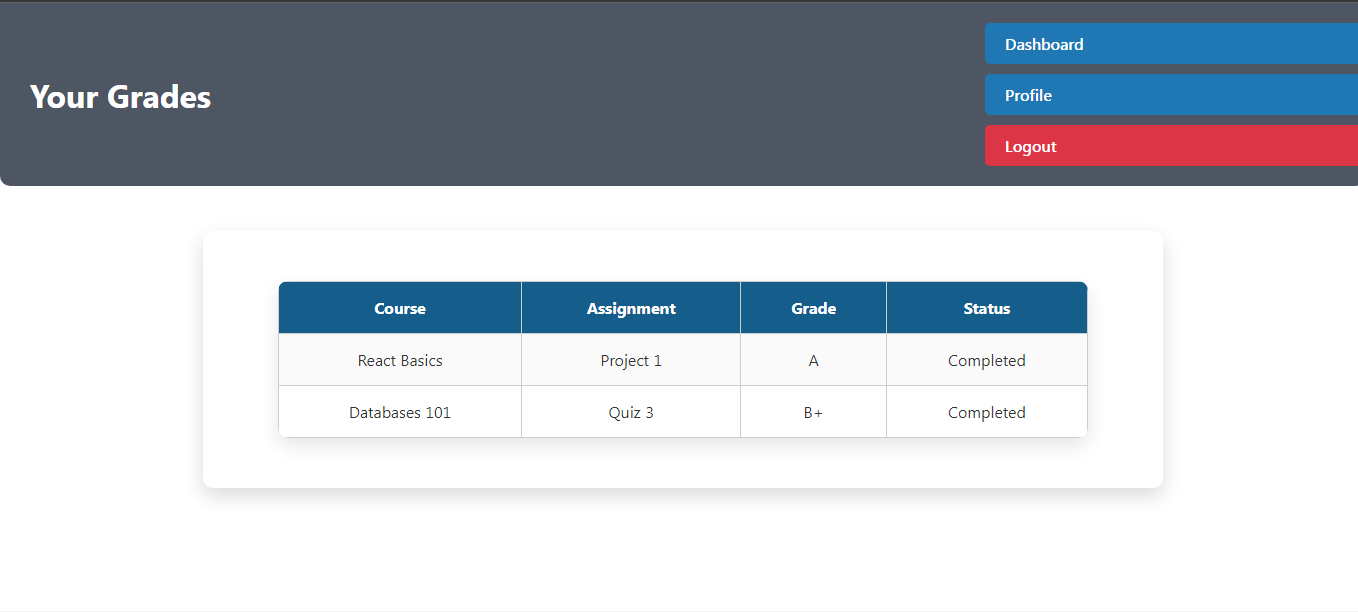 Your Grades
Dashboard
Profile
Logout
Course Assignment Grade Status
React Basics Project 1 A Completed
Databases 101 Quiz 3 B+ Completed